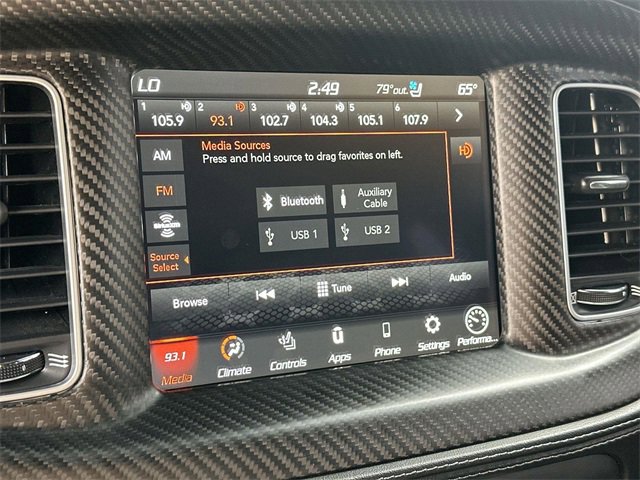 LO 2:49 79°out. 65°
1 2 3 4 5 6
105.9 93.1 102.7 104.3 105.1 107.9
Media Sources
Press and hold source to drag favorites on left.
AM
FM
SiriusXM
Source
Select
Bluetooth
Auxiliary
Cable
USB 1
USB 2
Browse
Tune
Audio
93.1
Media
Climate
Controls
Apps
Phone
Settings
Performa...